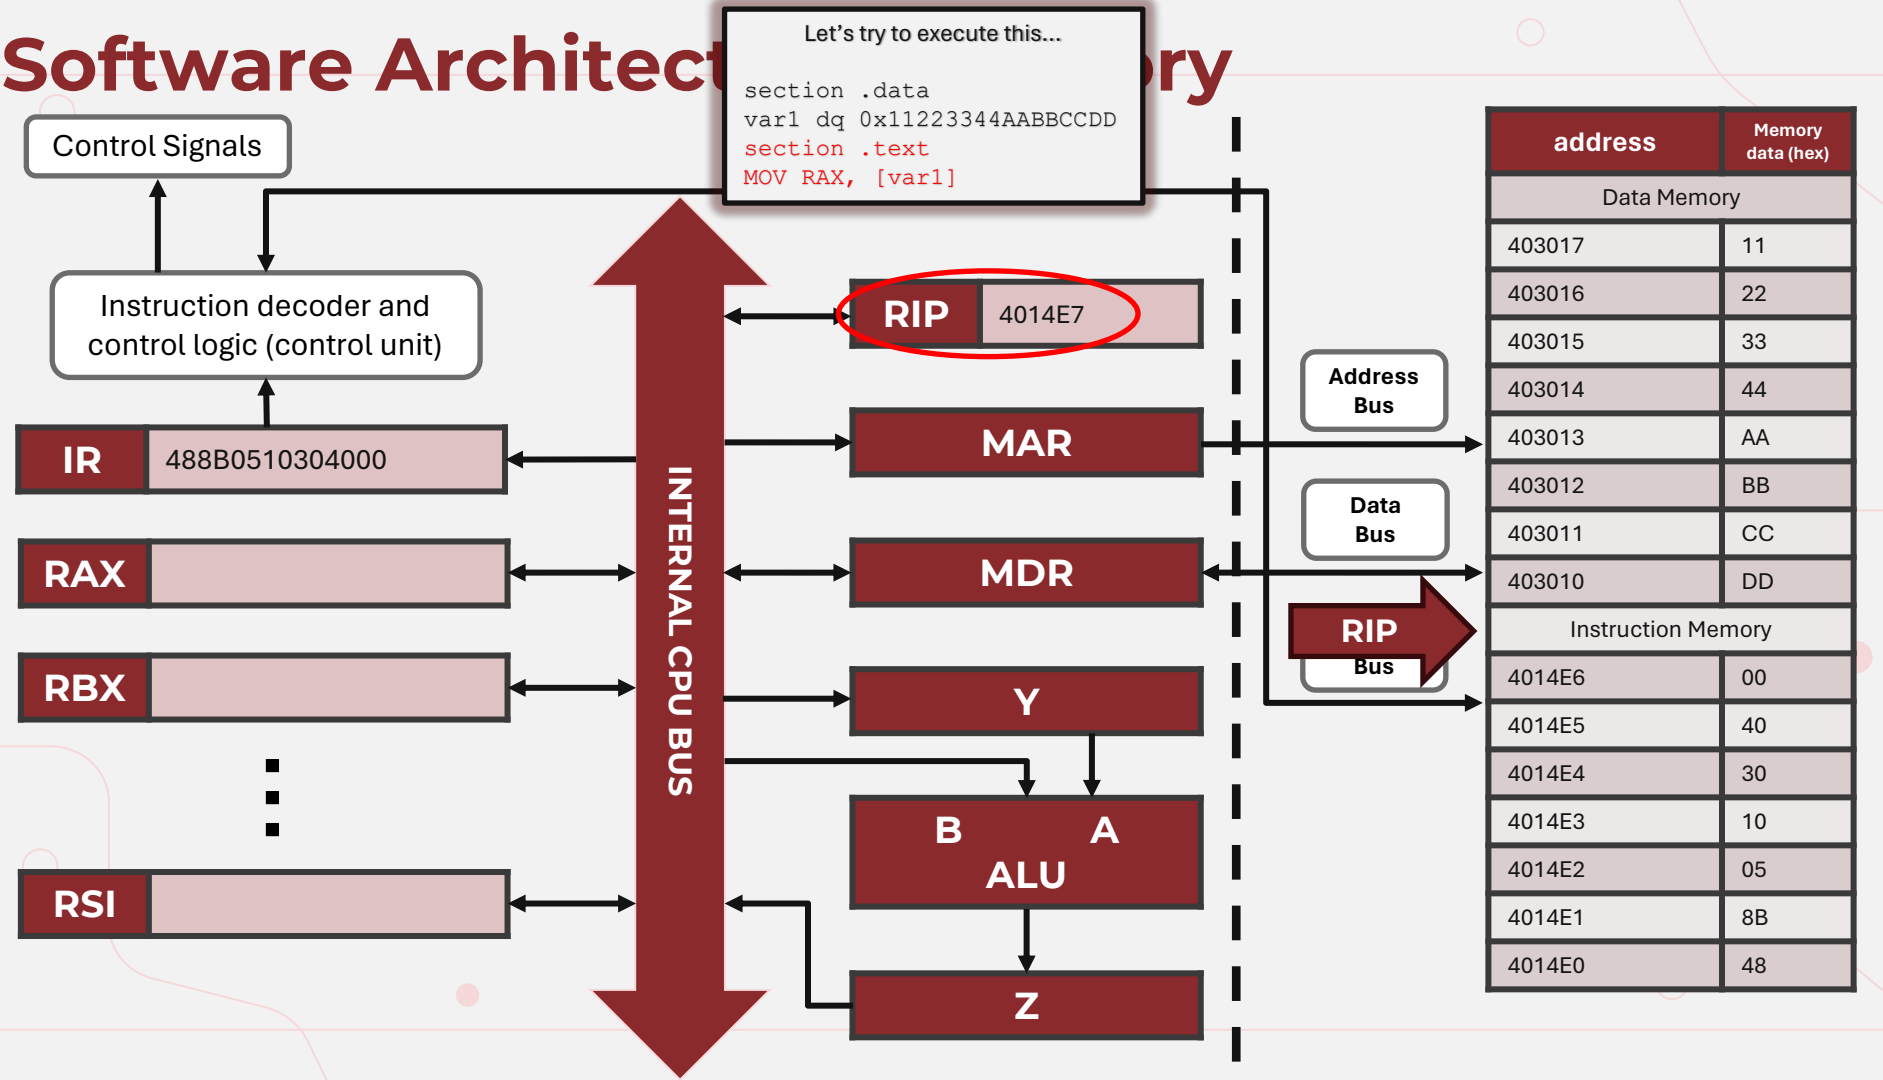 Software Architec ry
Let's try to execute this...
section .data
var1 dq 0x11223344AABBCCDD
section .text
MOV RAX, [var1]
Control Signals
Instruction decoder and
control logic (control unit)
IR 488B0510304000
RAX
RBX
RSI
INTERNAL CPU BUS
RIP 4014E7
MAR
MDR
Y
B A
ALU
Z
Address
Bus
Data
Bus
RIP
Bus
address Memory
data (hex)
Data Memory
403017 11
403016 22
403015 33
403014 44
403013 AA
403012 BB
403011 CC
403010 DD
Instruction Memory
4014E6 00
4014E5 40
4014E4 30
4014E3 10
4014E2 05
4014E1 8B
4014E0 48